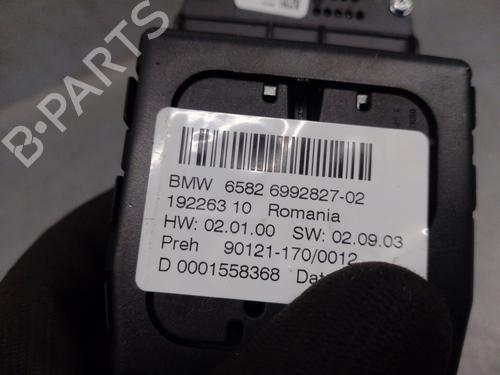 B-PARTS
BMW 6582 6992827-02
192263 10 Romania
HW: 02.01.00 SW: 02.09.03
Preh 90121-170/0012
D 0001558368 Dat